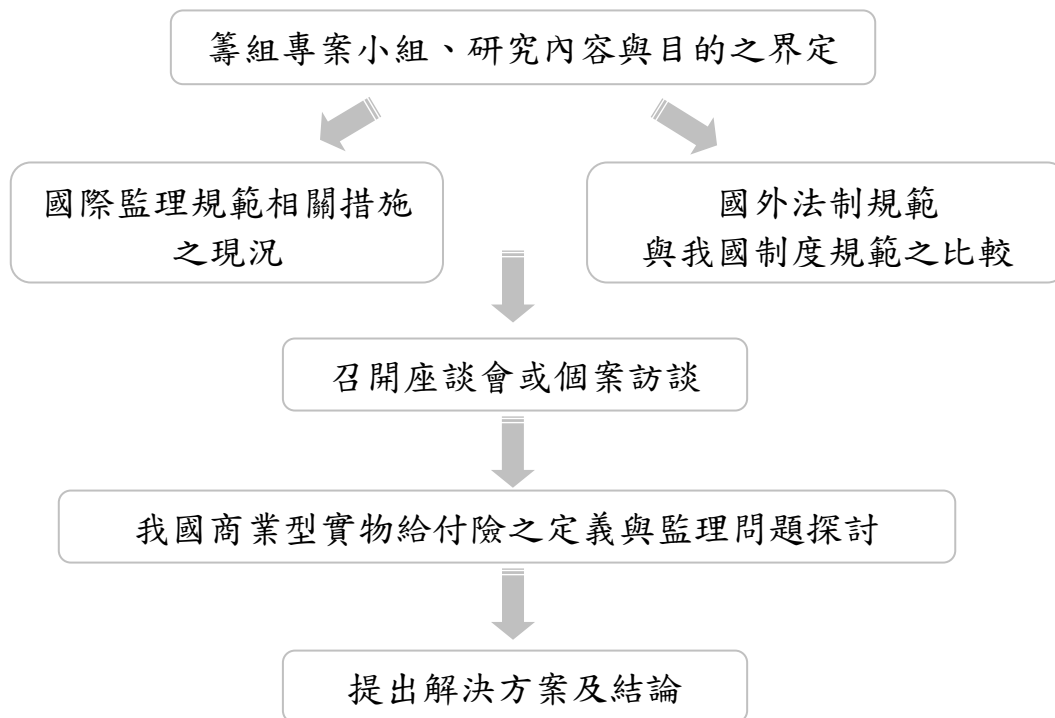 籌組專案小組、研究內容與目的之界定
國際監理規範相關措施
之現況
國外法制規範
與我國制度規範之比較
召開座談會或個案訪談
我國商業型實物給付險之定義與監理問題探討
提出解決方案及結論